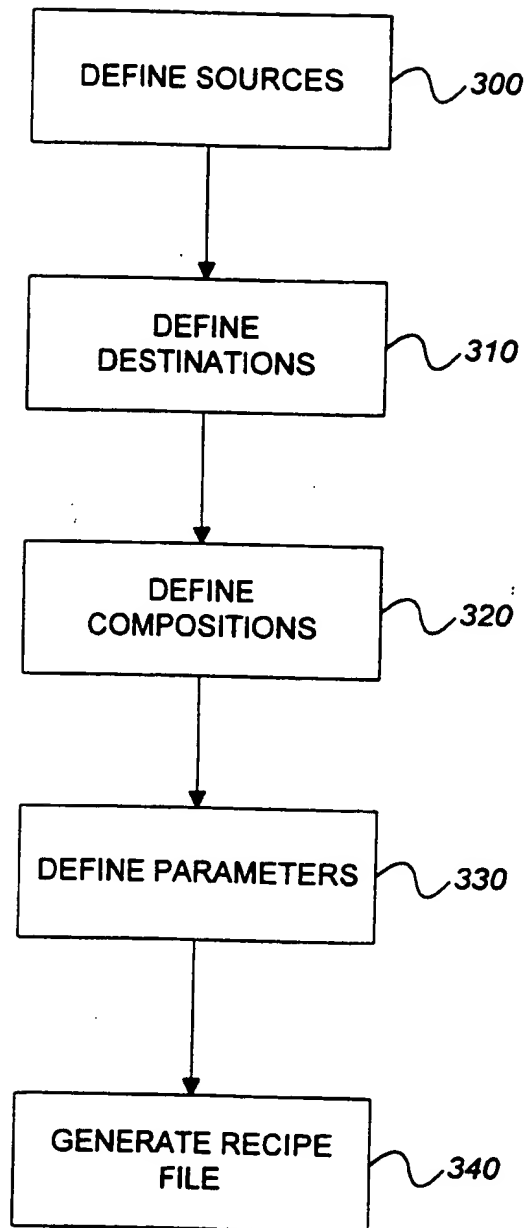 DEFINE SOURCES
300
DEFINE
DESTINATIONS
310
DEFINE
COMPOSITIONS
320
DEFINE PARAMETERS
330
GENERATE RECIPE
FILE
340